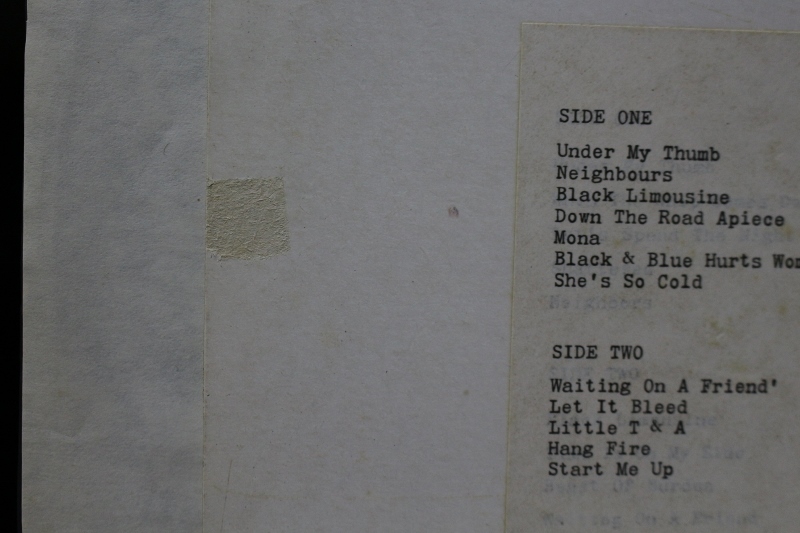 SIDE ONE
Under My Thumb
Neighbours
Black Limousine
Down The Road Apiece
Mona
Black & Blue Hurts
She's So Cold
SIDE TWO
Waiting On A Friend'
Let It Bleed
Little T & A
Hang Fire
Start Me Up